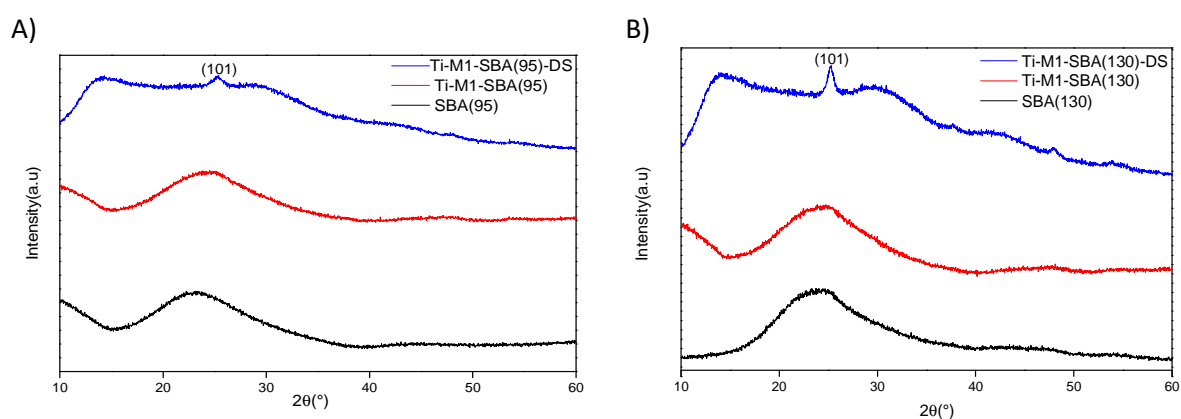 A)
(101)
Ti-M1-SBA(95)-DS
Ti-M1-SBA(95)
SBA(95)
Intensity(a.u)
10 20 30 40 50 60
2θ(°)
B)
(101)
Ti-M1-SBA(130)-DS
Ti-M1-SBA(130)
SBA(130)
Intensity(a.u)
10 20 30 40 50 60
2θ(°)